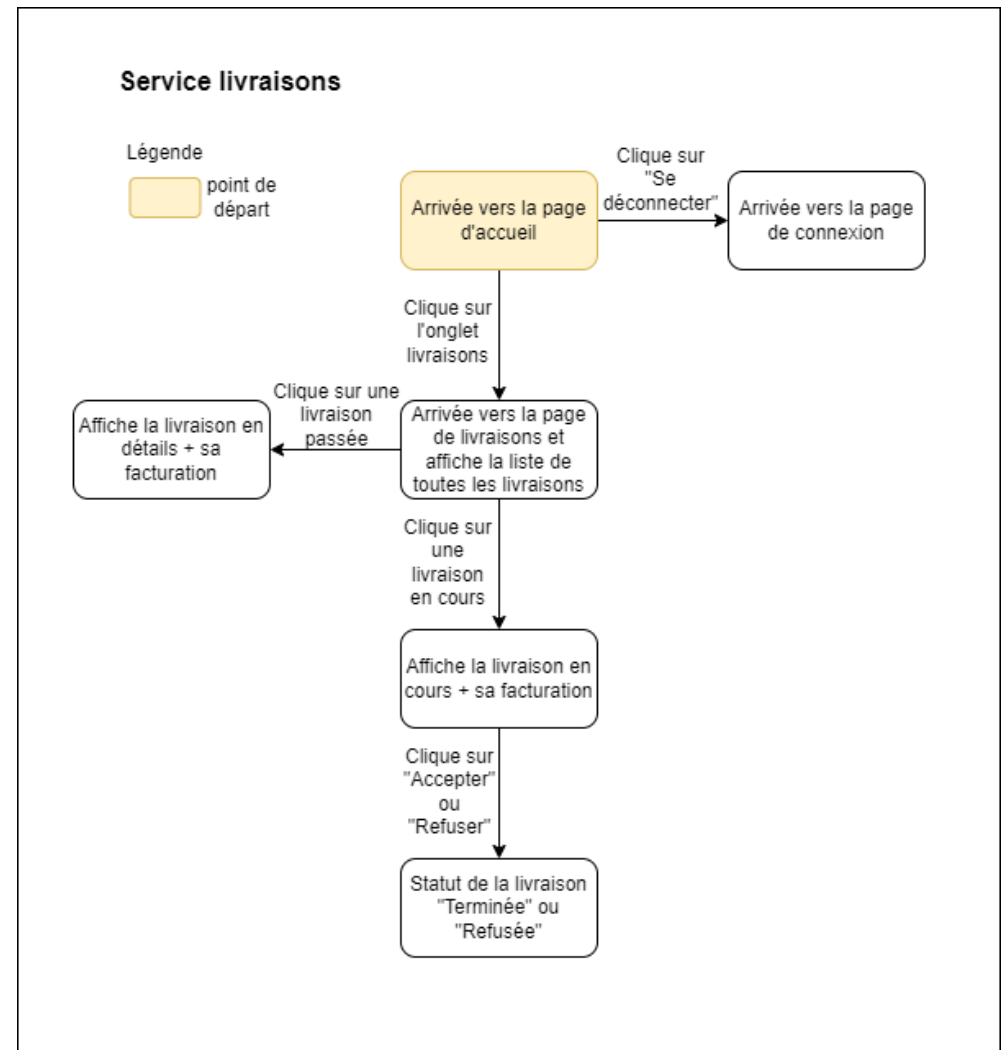 Service livraisons
Légende
point de
départ
Arrivée vers la page
d'accueil
Clique sur
"Se
déconnecter"
Arrivée vers la page
de connexion
Clique sur
l'onglet
livraisons
Arrivée vers la page
de livraisons et
affiche la liste de
toutes les livraisons
Clique sur une
livraison
passée
Affiche la livraison en
détails + sa
facturation
Clique sur
une
livraison
en cours
Affiche la livraison en
cours + sa facturation
Clique sur
"Accepter"
ou
"Refuser"
Statut de la livraison
"Terminée" ou
"Refusée"